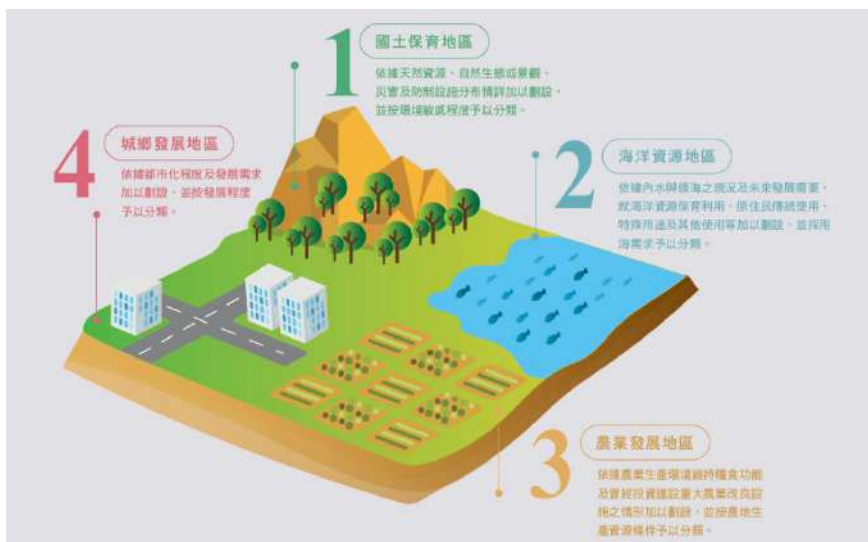 1
國土保育地區
依據天然資源、自然生態或景觀、
災害及防制設施分布情詳加以劃設,
並按環境敏感程度予以分類。
2
海洋資源地區
依據內水與領海之現況及未來發展需要,
就海洋資源保育利用、原住民傳統使用、
特殊用途及其他使用等加以劃設,並採用
海需求予以分類。
3
農業發展地區
依據農業生產環境維持糧食功能
及曾經投資建設重大農業改良設
施之情形加以劃設,並按農地生
產資源條件予以分類。
4
城鄉發展地區
依據都市化程度及發展需求
加以劃設,並按發展程度
予以分類。